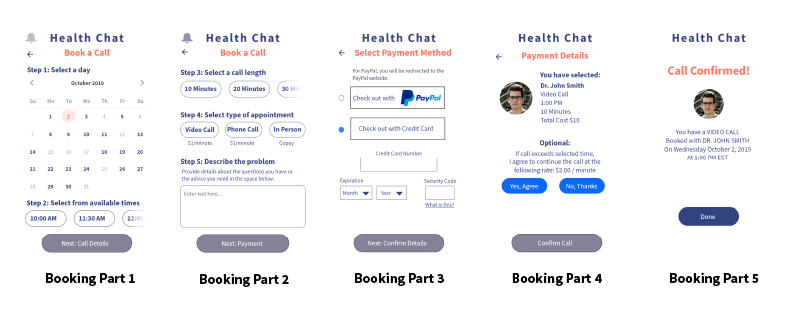 Health Chat
Book a Call
Step 1: Select a day
October 2019
Su Mo Tu We Th Fr Sa
1 2 3 4 5 6
7 8 9 10 11 12 13
14 15 16 17 18 19 20
21 22 23 24 25 26 27
28 29 30 31
Step 2: Select from available times
10:00 AM 11:30 AM 12:00
Next: Call Details
Booking Part 1
Health Chat
Book a Call
Step 3: Select a call length
10 Minutes 20 Minutes 30 Min
Step 4: Select type of appointment
Video Call Phone Call In Person
$1/minute $1/minute Copay
Step 5: Describe the problem
Provide details about the questions you have or
the advice you need in the space below:
Enter text here...
Next: Payment
Booking Part 2
Health Chat
Select Payment Method
For PayPal, you will be redirected to the
PayPal website.
Check out with PayPal
Check out with Credit Card
Credit Card Number
Expiration Security Code
Month Year
What is this?
Next: Confirm Details
Booking Part 3
Health Chat
Payment Details
You have selected:
Dr. John Smith
Video Call
1:00 PM
10 Minutes
Total Cost $10
Optional:
If call exceeds selected time,
I agree to continue the call at the
following rate: $2.00 / minute
Yes, Agree No, Thanks
Confirm Call
Booking Part 4
Health Chat
Call Confirmed!
You have a VIDEO CALL
Booked with DR. JOHN SMITH
On Wednesday October 2, 2019
At 1:00 PM EST
Done
Booking Part 5